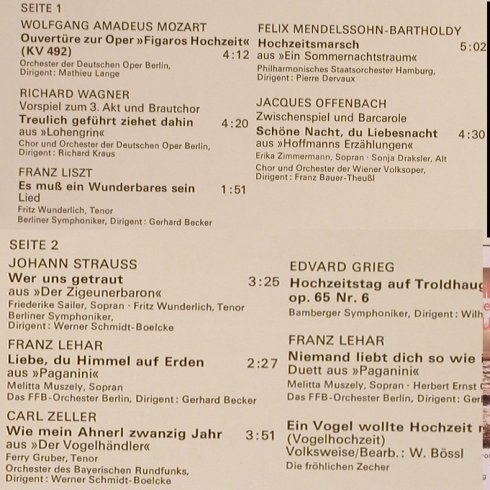 SEITE 1
WOLFGANG AMADEUS MOZART
Ouvertüre zur Oper »Figaros Hochzeit«
(KV 492) 4:12
Orchester der Deutschen Oper Berlin,
Dirigent: Mathieu Lange
RICHARD WAGNER
Vorspiel zum 3. Akt und Brautchor
Treulich geführt ziehet dahin 4:20
aus »Lohengrin«
Chor und Orchester der Deutschen Oper Berlin,
Dirigent: Richard Kraus
FRANZ LISZT
Es muß ein Wunderbares sein 1:51
Lied
Fritz Wunderlich, Tenor
Berliner Symphoniker, Dirigent: Gerhard Becker
FELIX MENDELSSOHN-BARTHOLDY
Hochzeitsmarsch 5:02
aus »Ein Sommernachtstraum«
Philharmonisches Staatsorchester Hamburg,
Dirigent: Pierre Dervaux
JACQUES OFFENBACH
Zwischenspiel und Barcarole
Schöne Nacht, du Liebesnacht 4:30
aus »Hoffmanns Erzählungen«
Erika Zimmermann, Sopran · Sonja Draksler, Alt
Chor und Orchester der Wiener Volksoper,
Dirigent: Franz Bauer-Theußl
SEITE 2
JOHANN STRAUSS
Wer uns getraut 3:25
aus »Der Zigeunerbaron«
Friederike Sailer, Sopran · Fritz Wunderlich, Tenor
Berliner Symphoniker,
Dirigent: Werner Schmidt-Boelcke
FRANZ LEHAR
Liebe, du Himmel auf Erden 2:27
aus »Paganini«
Melitta Muszely, Sopran
Das FFB-Orchester Berlin, Dirigent: Gerhard Becker
CARL ZELLER
Wie mein Ahnerl zwanzig Jahr 3:51
aus »Der Vogelhändler«
Ferry Gruber, Tenor
Orchester des Bayerischen Rundfunks,
Dirigent: Werner Schmidt-Boelcke
EDVARD GRIEG
Hochzeitstag auf Troldhaug
op. 65 Nr. 6
Bamberger Symphoniker, Dirigent: Wilh
FRANZ LEHAR
Niemand liebt dich so wie
Duett aus »Paganini«
Melitta Muszely, Sopran · Herbert Ernst
Das FFB-Orchester Berlin, Dirigent: G
Ein Vogel wollte Hochzeit
(Vogelhochzeit)
Volksweise/Bearb.: W. Bössl
Die fröhlichen Zecher